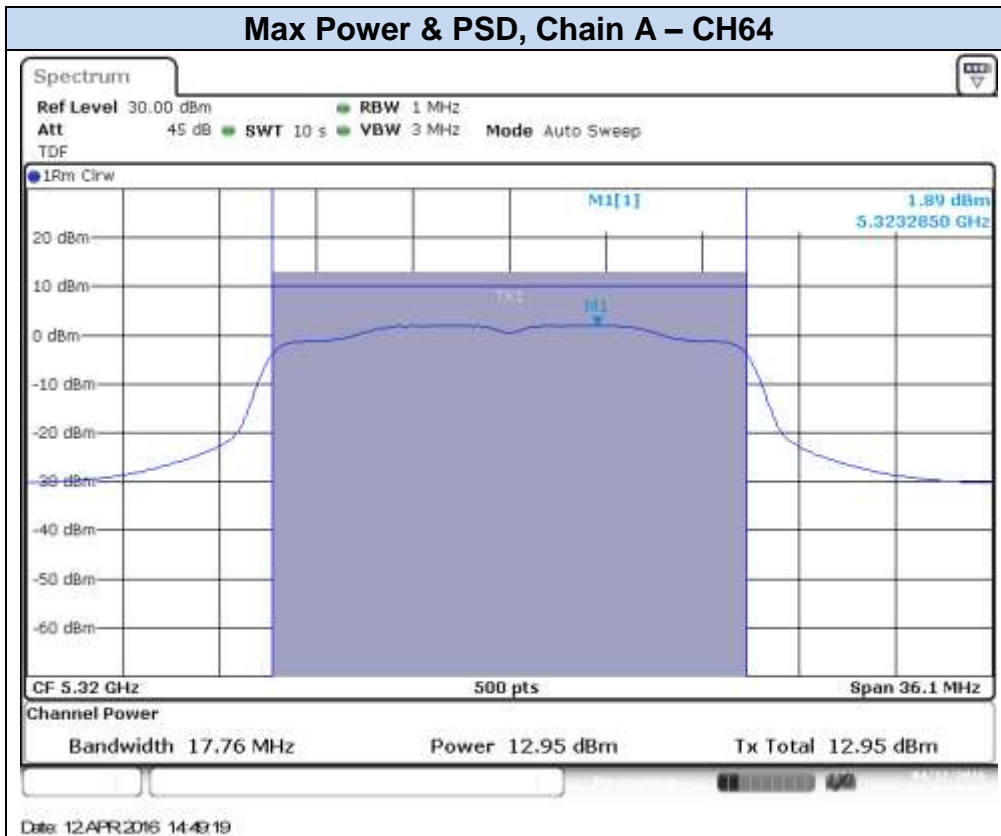 Max Power & PSD, Chain A – CH64
Spectrum
Ref Level 30.00 dBm RBW 1 MHz
Att 45 dB SWT 10 s VBW 3 MHz Mode Auto Sweep
TDF
1Rm Clrw
M1[1] 1.89 dBm
5.3232850 GHz
20 dBm
10 dBm
TX1
M1
0 dBm
-10 dBm
-20 dBm
-30 dBm
-40 dBm
-50 dBm
-60 dBm
CF 5.32 GHz 500 pts Span 36.1 MHz
Channel Power
Bandwidth 17.76 MHz Power 12.95 dBm Tx Total 12.95 dBm
Date: 12.APR.2016 14:49:19